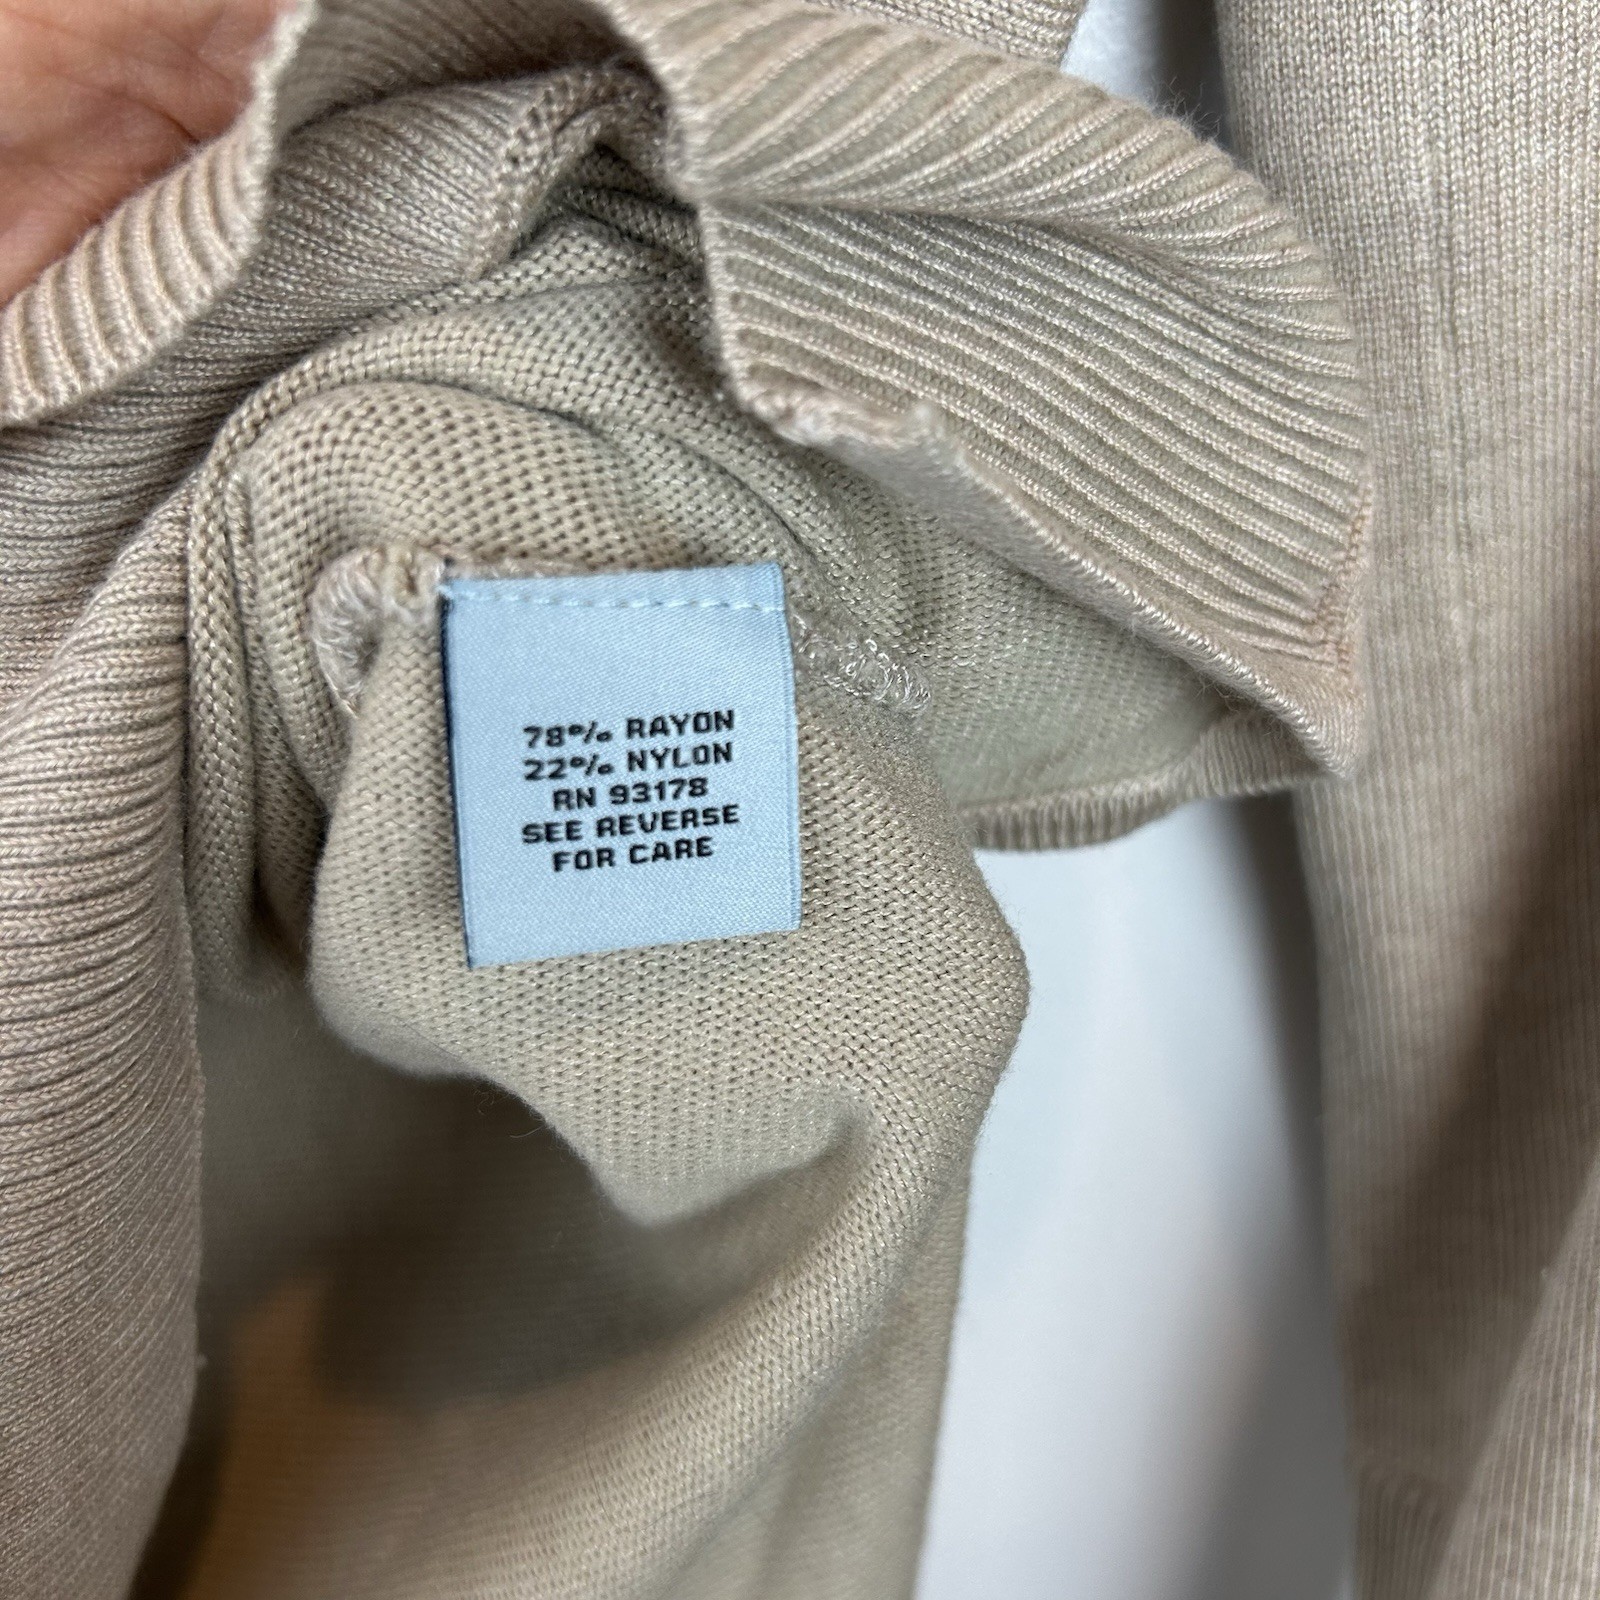 78% RAYON
22% NYLON
RN 93178
SEE REVERSE
FOR CARE